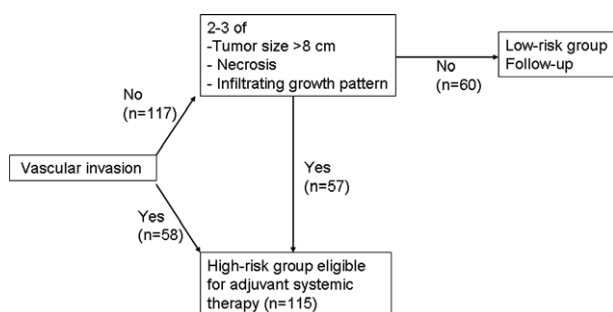 2-3 of
-Tumor size >8 cm
- Necrosis
- Infiltrating growth pattern
Low-risk group
Follow-up
No
(n=60)
No
(n=117)
Vascular invasion
Yes
(n=57)
Yes
(n=58)
High-risk group eligible
for adjuvant systemic
therapy (n=115)